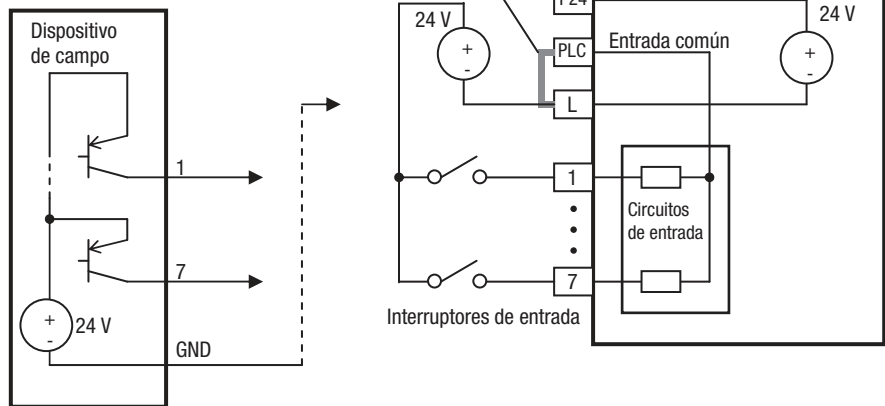 Dispositivo
de campo
1
7
+
-
24 V
GND
24 V
+
-
P24
PLC
L
1
7
Entrada común
24 V
+
-
Circuitos
de entrada
Interruptores de entrada